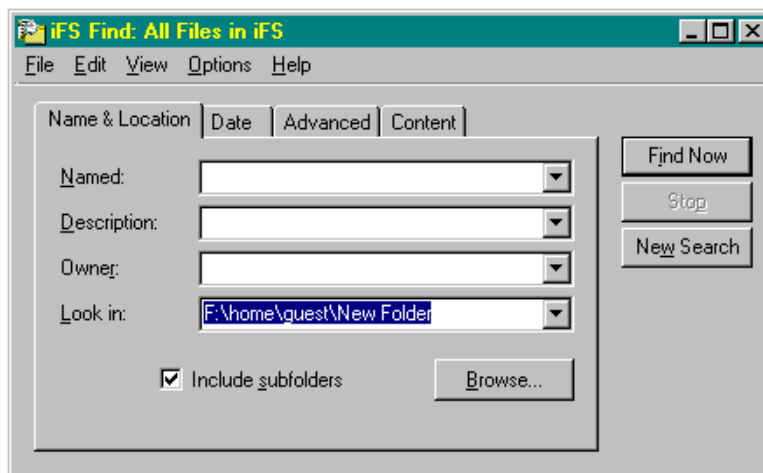 iFS Find: All Files in iFS
File Edit View Options Help
Name & Location Date Advanced Content
Named:
Description:
Owner:
Look in: F:\home\guest\New Folder
Include subfolders Browse...
Find Now
Stop
New Search